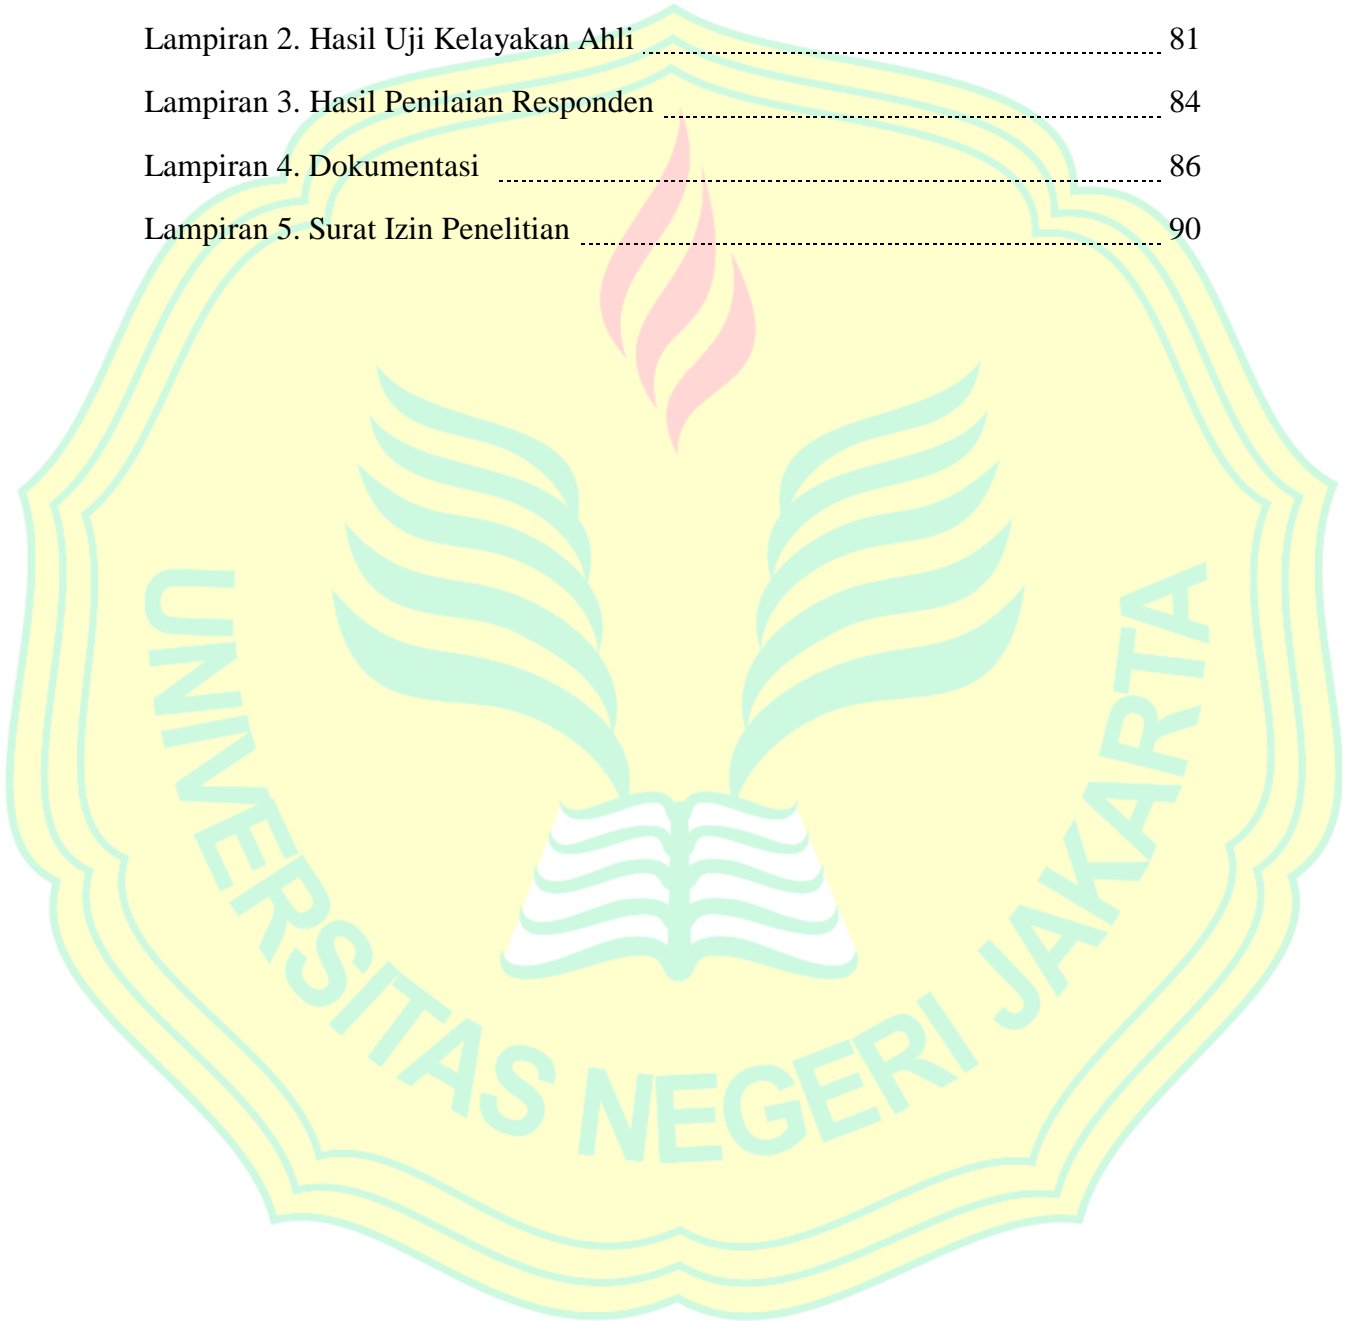 Lampiran 2. Hasil Uji Kelayakan Ahli 81
Lampiran 3. Hasil Penilaian Responden 84
Lampiran 4. Dokumentasi 86
Lampiran 5. Surat Izin Penelitian 90
UNIVERSITAS NEGERI JAKARTA